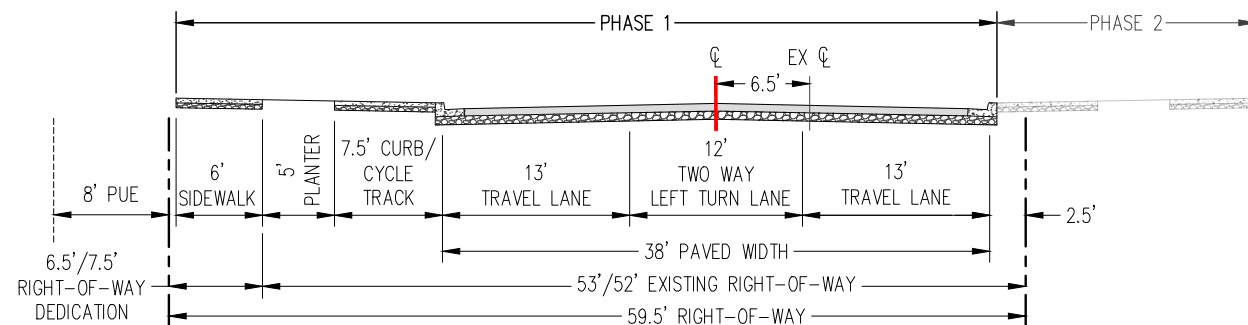 PHASE 1
PHASE 2
℄
EX ℄
6.5'
8' PUE
6'
SIDEWALK
5'
PLANTER
7.5' CURB/
CYCLE
TRACK
13'
TRAVEL LANE
12'
TWO WAY
LEFT TURN LANE
13'
TRAVEL LANE
2.5'
38' PAVED WIDTH
6.5'/7.5'
RIGHT-OF-WAY
DEDICATION
53'/52' EXISTING RIGHT-OF-WAY
59.5' RIGHT-OF-WAY